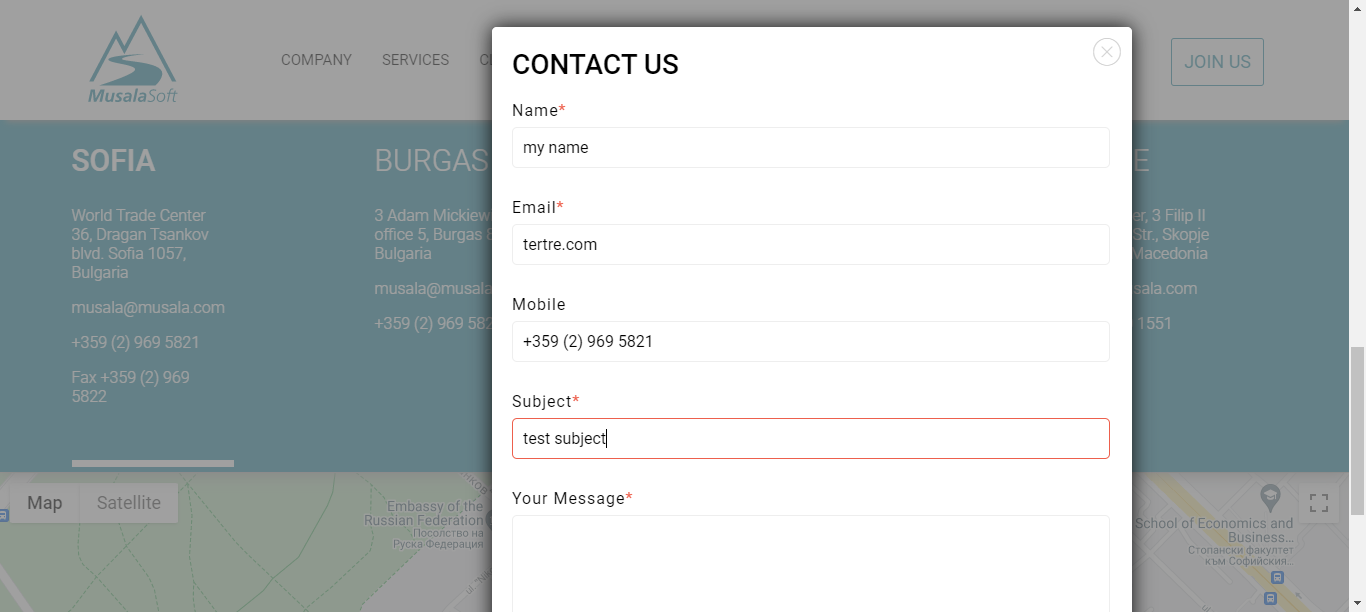 MusalaSoft
COMPANY
SERVICES
JOIN US
CONTACT US
Name*
my name
Email*
tertre.com
Mobile
+359 (2) 969 5821
Subject*
test subject
Your Message*
SOFIA
World Trade Center
36, Dragan Tsankov
blvd. Sofia 1057,
Bulgaria
musala@musala.com
+359 (2) 969 5821
Fax +359 (2) 969
5822
BURGAS
3 Adam Mickiew
office 5, Burgas 8
Bulgaria
musala@musala
+359 (2) 969 582
E
er, 3 Filip II
Str., Skopje
Macedonia
sala.com
1551
Map
Satellite
Embassy of the
Russian Federation
Посолство на
Руска Федерация
School of Economics and
Business...
Стопански факултет
към Софийския...